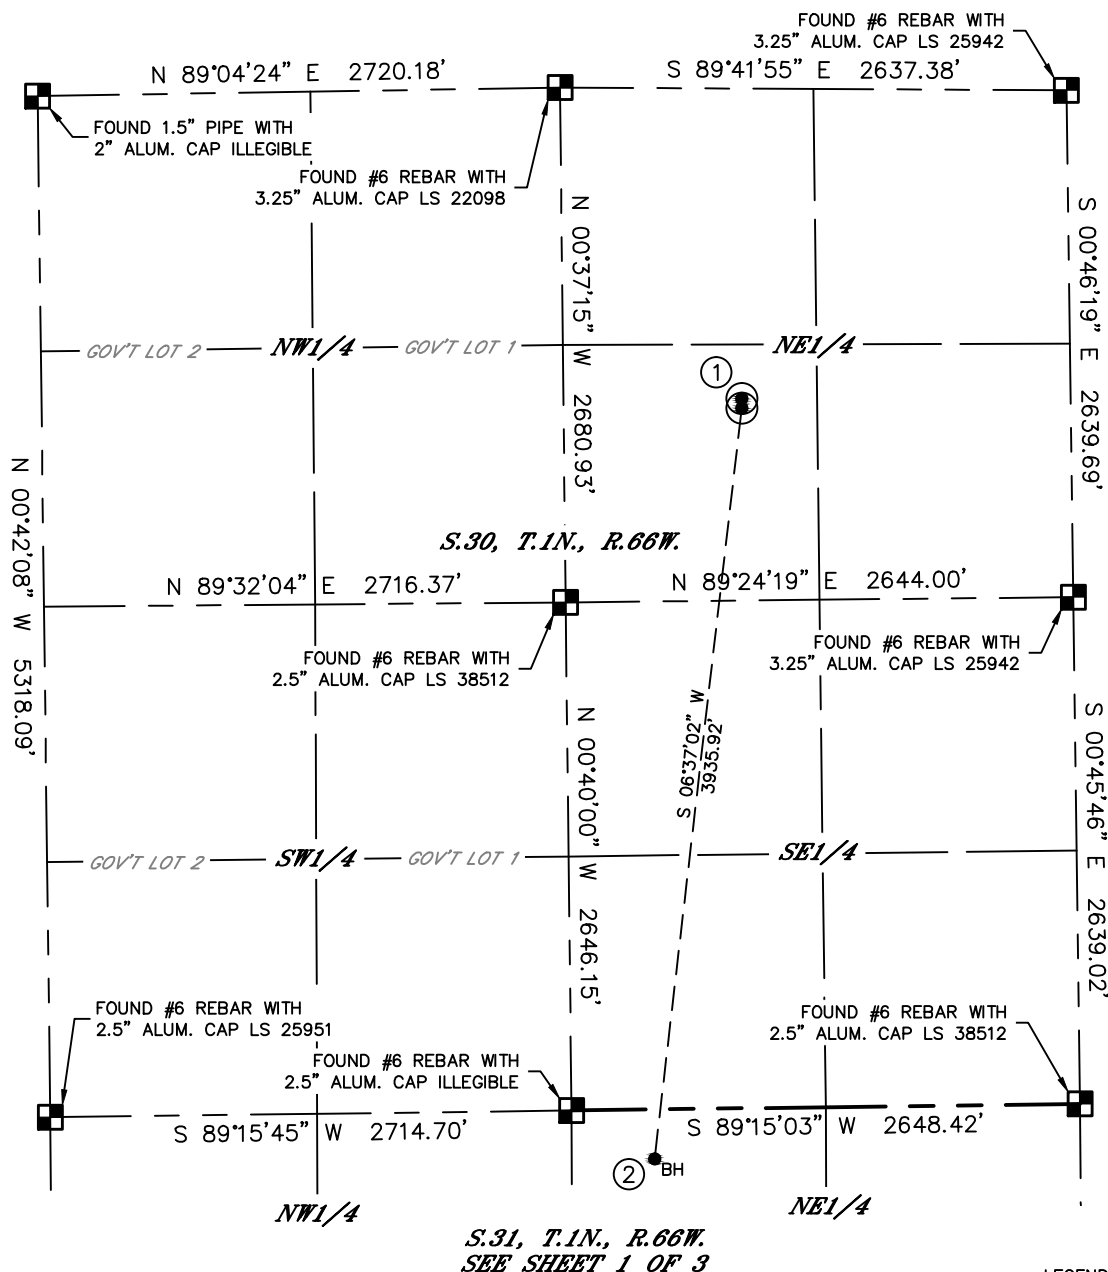 FOUND #6 REBAR WITH
3.25” ALUM. CAP LS 25942
N 89°04'24” E 2720.18'
S 89°41'55” E 2637.38'
FOUND 1.5” PIPE WITH
2” ALUM. CAP ILLEGIBLE
FOUND #6 REBAR WITH
3.25” ALUM. CAP LS 22098
N 00°37'15” W 2680.93'
S 00°46'19” E 2639.69'
GOV'T LOT 2
NW1/4
GOV'T LOT 1
NE1/4
1
N 00°42'08” W 5318.09'
S.30, T.1N., R.66W.
N 89°32'04” E 2716.37'
N 89°24'19” E 2644.00'
FOUND #6 REBAR WITH
2.5” ALUM. CAP LS 38512
FOUND #6 REBAR WITH
3.25” ALUM. CAP LS 25942
S 06°37'02” W
3935.92'
N 00°40'00” W 2646.15'
S 00°45'46” E 2639.02'
GOV'T LOT 2
SW1/4
GOV'T LOT 1
SE1/4
FOUND #6 REBAR WITH
2.5” ALUM. CAP LS 25951
FOUND #6 REBAR WITH
2.5” ALUM. CAP LS 38512
FOUND #6 REBAR WITH
2.5” ALUM. CAP ILLEGIBLE
S 89°15'45” W 2714.70'
S 89°15'03” W 2648.42'
2
BH
NW1/4
NE1/4
S.31, T.1N., R.66W.
SEE SHEET 1 OF 3
LEGEND